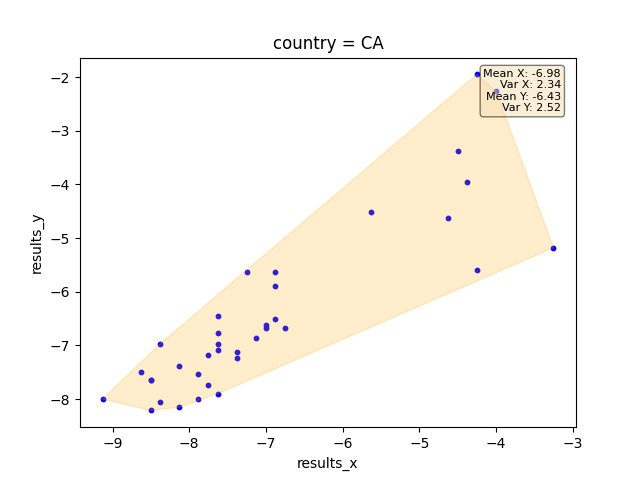 country = CA
Mean X: -6.98
Var X: 2.34
Mean Y: -6.43
Var Y: 2.52
−2
−3
−4
−5
−6
−7
−8
results_y
−9 −8 −7 −6 −5 −4 −3
results_x